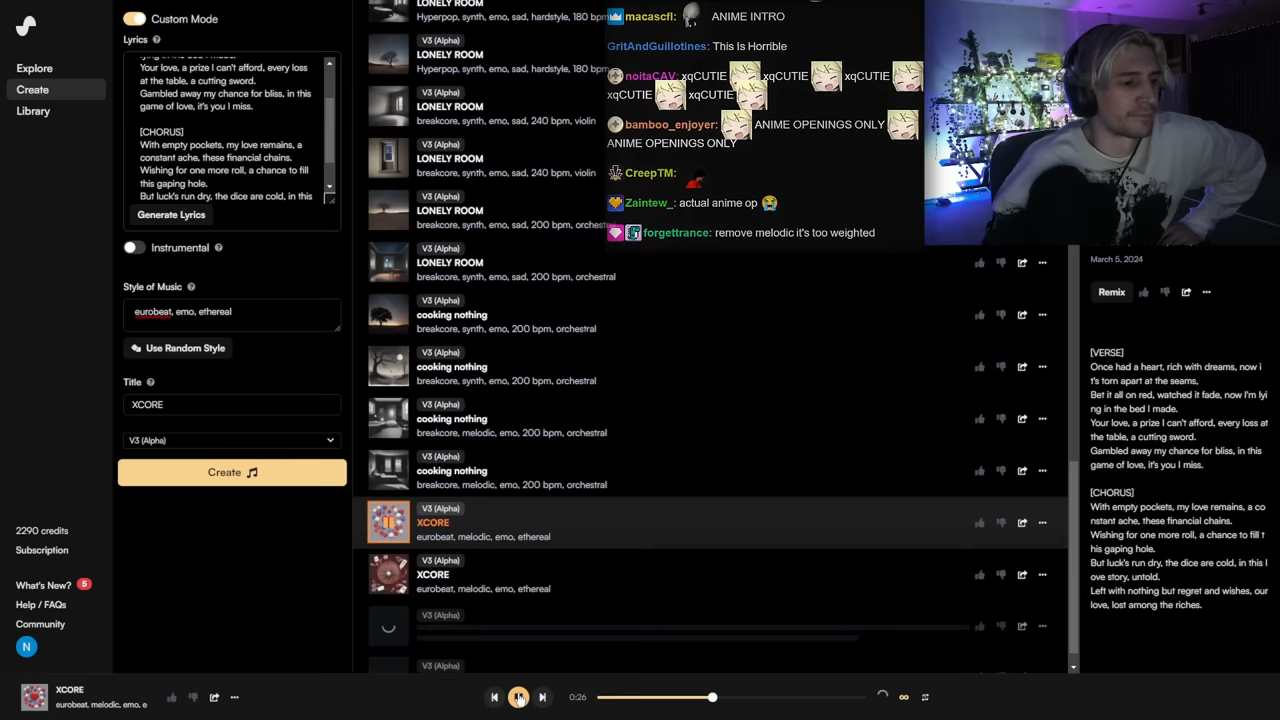 Custom Mode
Lyrics
Your love, a prize I can't afford, every loss
at the table, a cutting sword.
Gambled away my chance for bliss, in this
game of love, it's you I miss.
[CHORUS]
With empty pockets, my love remains, a
constant ache, these financial chains.
Wishing for one more roll, a chance to fill
this gaping hole.
But luck's run dry, the dice are cold, in this
Generate Lyrics
Instrumental
Style of Music
eurobeat, emo, ethereal
Use Random Style
Title
XCORE
V3 (Alpha)
Create
Explore
Create
Library
2290 credits
Subscription
What's New? 5
Help / FAQs
Community
N
LONELY ROOM
Hyperpop, synth, emo, sad, hardstyle, 180 bpm
V3 (Alpha)
LONELY ROOM
Hyperpop, synth, emo, sad, hardstyle, 180 bpm
V3 (Alpha)
LONELY ROOM
breakcore, synth, emo, sad, 240 bpm, violin
V3 (Alpha)
LONELY ROOM
breakcore, synth, emo, sad, 240 bpm, violin
V3 (Alpha)
LONELY ROOM
breakcore, synth, emo, sad, 200 bpm, orchestral
V3 (Alpha)
LONELY ROOM
breakcore, synth, emo, sad, 200 bpm, orchestral
V3 (Alpha)
cooking nothing
breakcore, synth, emo, 200 bpm, orchestral
V3 (Alpha)
cooking nothing
breakcore, synth, emo, 200 bpm, orchestral
V3 (Alpha)
cooking nothing
breakcore, melodic, emo, 200 bpm, orchestral
V3 (Alpha)
cooking nothing
breakcore, melodic, emo, 200 bpm, orchestral
V3 (Alpha)
XCORE
eurobeat, melodic, emo, ethereal
V3 (Alpha)
XCORE
eurobeat, melodic, emo, ethereal
V3 (Alpha)
V3 (Alpha)
macascfl: ANIME INTRO
GritAndGuillotines: This Is Horrible
noitaCAV: xqCUTIE xqCUTIE xqCUTIE
xqCUTIE xqCUTIE
bamboo_enjoyer: ANIME OPENINGS ONLY
ANIME OPENINGS ONLY
CreepTM:
Zaintew_: actual anime op
forgettrance: remove melodic it's too weighted
March 5, 2024
Remix
[VERSE]
Once had a heart, rich with dreams, now i
t's torn apart at the seams,
Bet it all on red, watched it fade, now I'm lyi
ng in the bed I made.
Your love, a prize I can't afford, every loss at
the table, a cutting sword.
Gambled away my chance for bliss, in this
game of love, it's you I miss.
[CHORUS]
With empty pockets, my love remains, a co
nstant ache, these financial chains.
Wishing for one more roll, a chance to fill t
his gaping hole.
But luck's run dry, the dice are cold, in this l
ove story, untold.
Left with nothing but regret and wishes, our
love, lost among the riches.
XCORE
eurobeat, melodic, emo, e
0:26